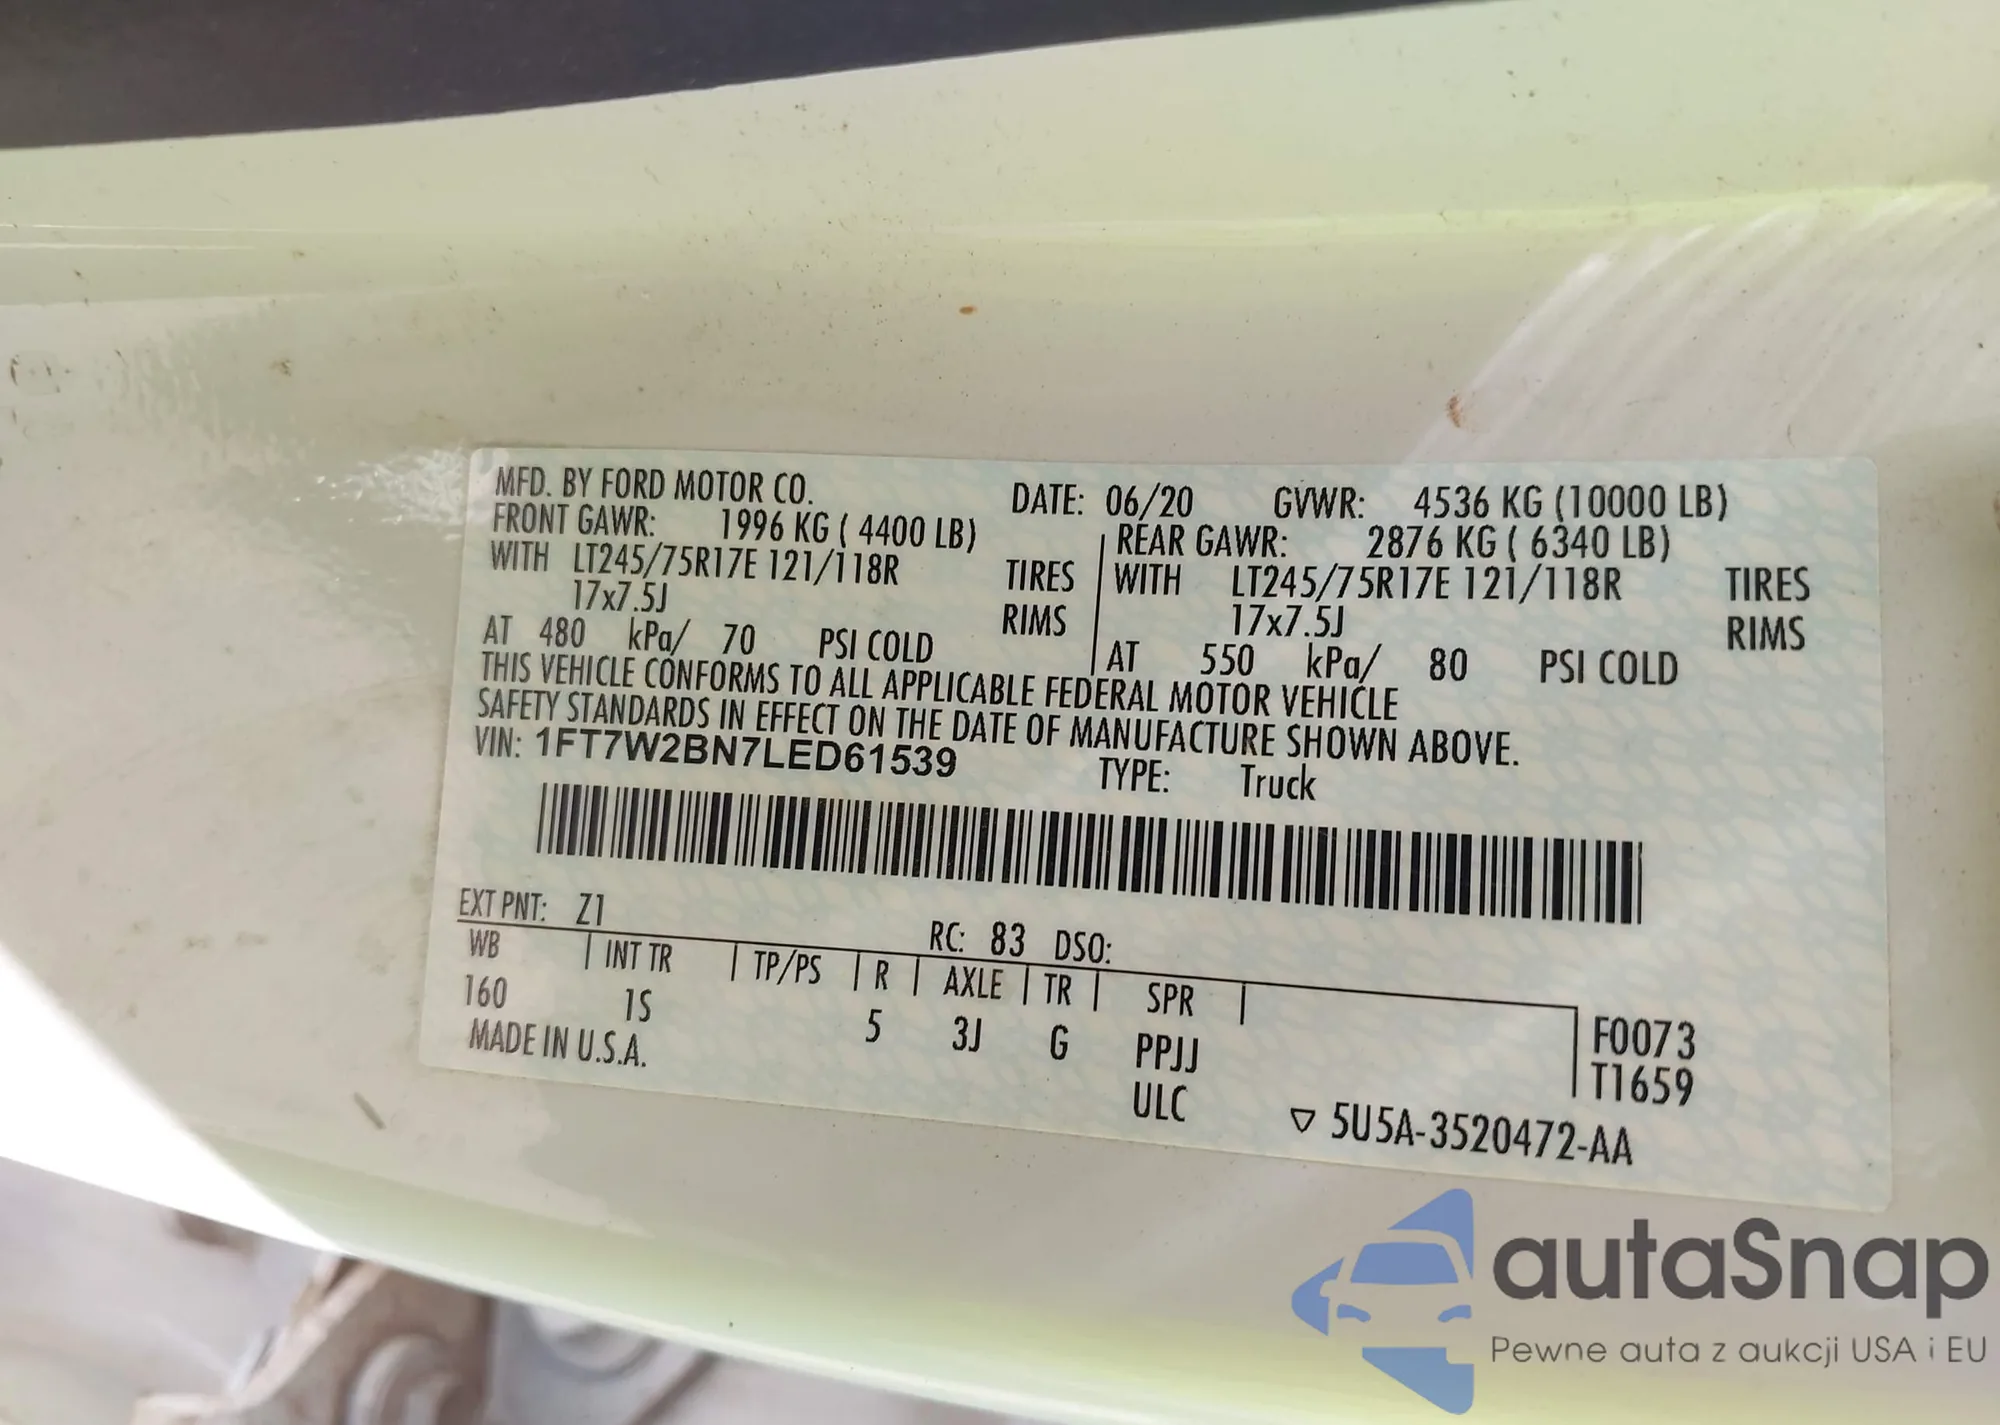 MFD. BY FORD MOTOR CO. DATE: 06/20 GVWR: 4536 KG (10000 LB)
FRONT GAWR: 1996 KG ( 4400 LB) REAR GAWR: 2876 KG ( 6340 LB)
WITH LT245/75R17E 121/118R TIRES WITH LT245/75R17E 121/118R TIRES
17x7.5J RIMS 17x7.5J RIMS
AT 480 kPa/ 70 PSI COLD AT 550 kPa/ 80 PSI COLD
THIS VEHICLE CONFORMS TO ALL APPLICABLE FEDERAL MOTOR VEHICLE
SAFETY STANDARDS IN EFFECT ON THE DATE OF MANUFACTURE SHOWN ABOVE.
VIN: 1FT7W2BN7LED61539 TYPE: Truck
EXT PNT: Z1 RC: 83 DSO:
WB INT TR TP/PS R AXLE TR SPR
160 1S 5 3J G PPJJ F0073
MADE IN U.S.A. ULC T1659
5U5A-3520472-AA
autaSnap
Pewne auta z aukcji USA i EU